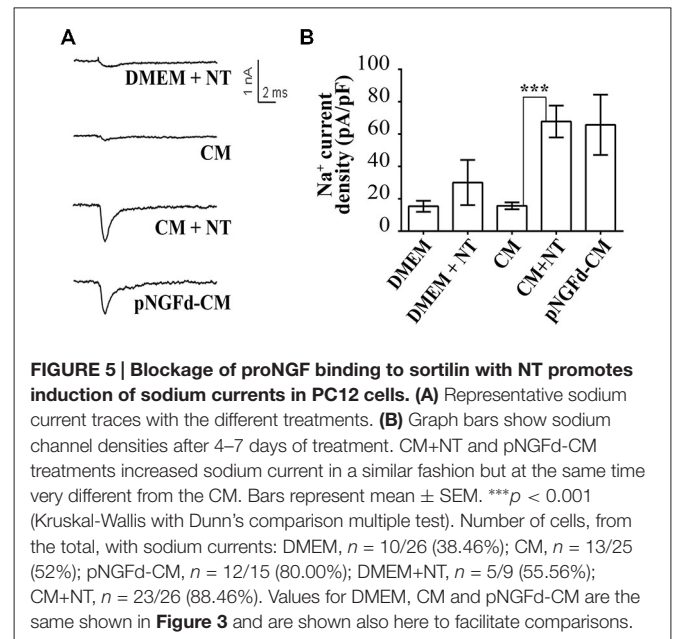 A
DMEM + NT
1 nA
2 ms
CM
CM + NT
pNGFd-CM
B
Na⁺ current
density (pA/pF)
100
80
60
40
20
0
***
DMEM
DMEM + NT
CM
CM+NT
pNGFd-CM
FIGURE 5 | Blockage of proNGF binding to sortilin with NT promotes
induction of sodium currents in PC12 cells. (A) Representative sodium
current traces with the different treatments. (B) Graph bars show sodium
channel densities after 4–7 days of treatment. CM+NT and pNGFd-CM
treatments increased sodium current in a similar fashion but at the same time
very different from the CM. Bars represent mean ± SEM. ***p < 0.001
(Kruskal-Wallis with Dunn’s comparison multiple test). Number of cells, from
the total, with sodium currents: DMEM, n = 10/26 (38.46%); CM, n = 13/25
(52%); pNGFd-CM, n = 12/15 (80.00%); DMEM+NT, n = 5/9 (55.56%);
CM+NT, n = 23/26 (88.46%). Values for DMEM, CM and pNGFd-CM are the
same shown in Figure 3 and are shown also here to facilitate comparisons.